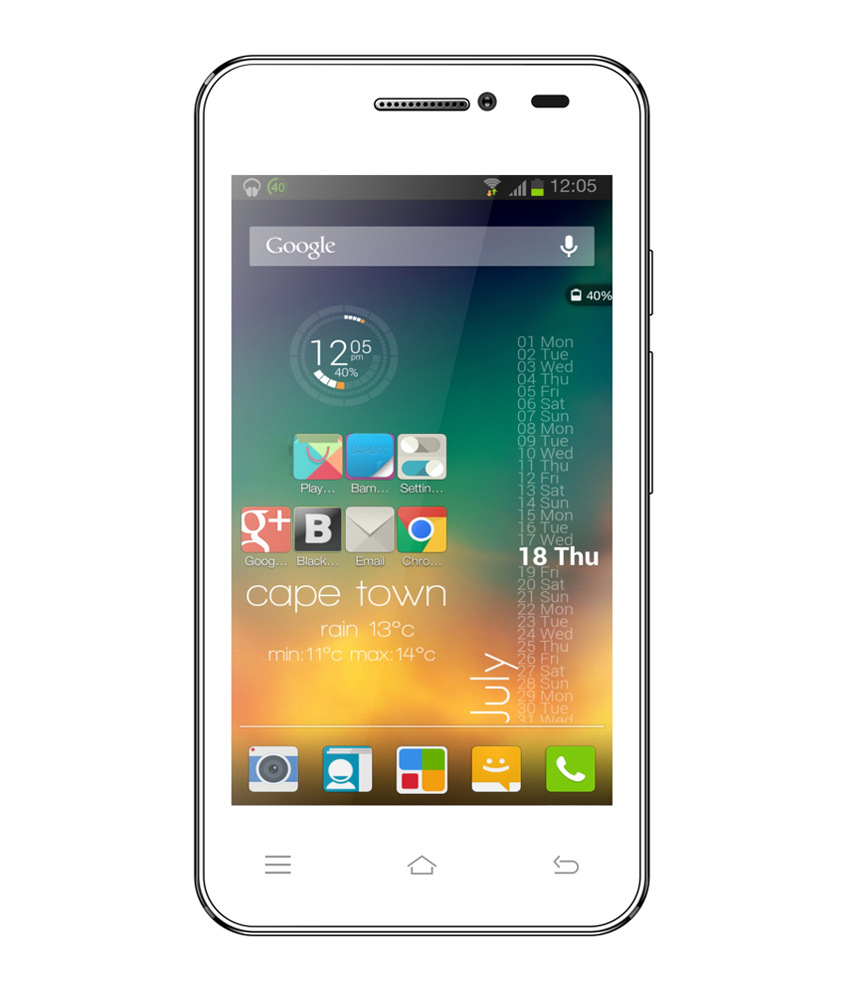 40
12:05
Google
40%
12 05
pm
40%
01 Mon
02 Tue
03 Wed
04 Thu
05 Fri
06 Sat
07 Sun
08 Mon
09 Tue
10 Wed
11 Thu
12 Fri
13 Sat
14 Sun
15 Mon
16 Tue
17 Wed
18 Thu
19 Fri
20 Sat
21 Sun
22 Mon
23 Tue
24 Wed
25 Thu
26 Fri
27 Sat
28 Sun
29 Mon
30 Tue
31 Wed
July
BAMBOO
Play... Bam... Settin...
g+ B
Goog... Black... Email Chro...
cape town
rain 13°c
min:11°c max:14°c